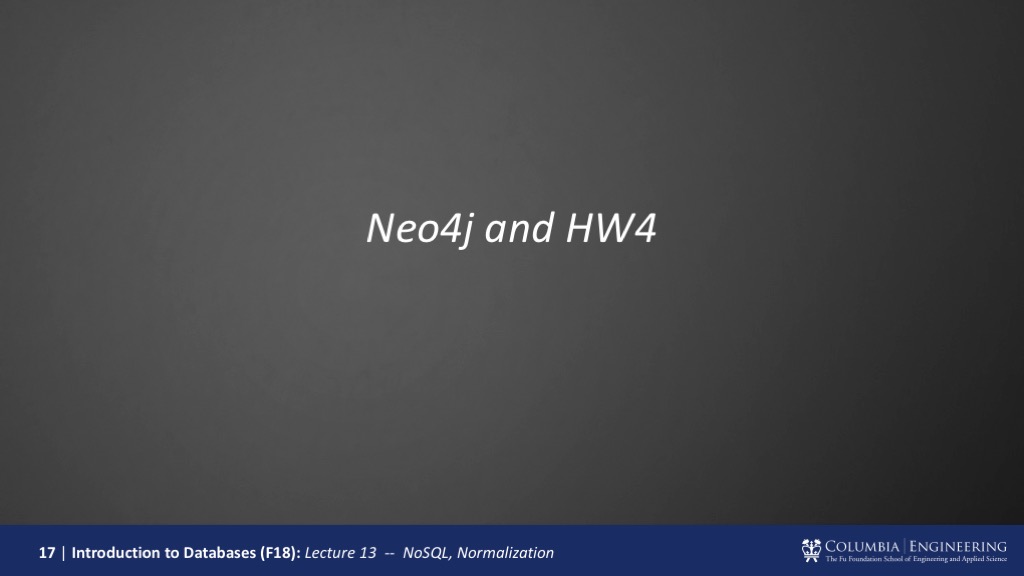 Neo4j and HW4
17 | Introduction to Databases (F18): Lecture 13 -- NoSQL, Normalization
COLUMBIA | ENGINEERING
The Fu Foundation School of Engineering and Applied Science